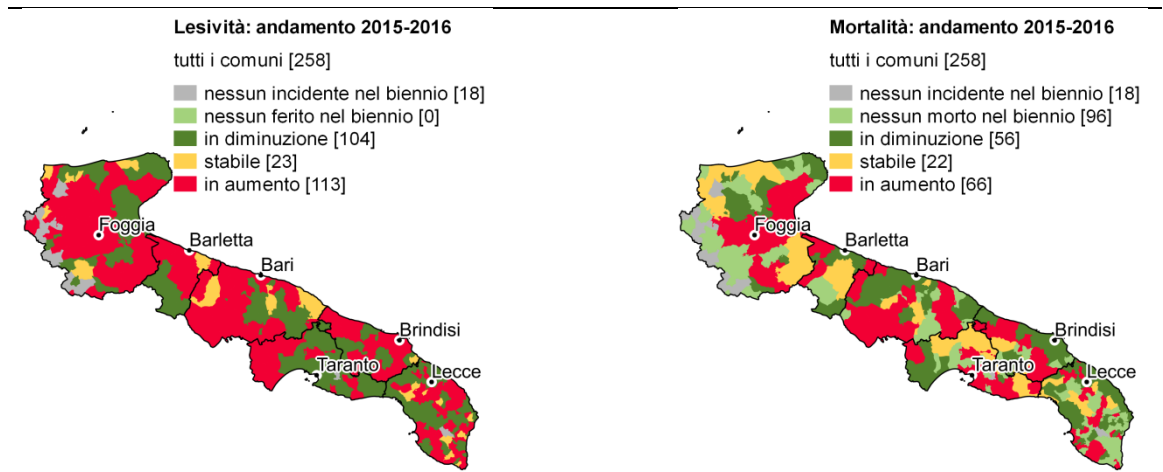 Lesività: andamento 2015-2016
tutti i comuni [258]
nessun incidente nel biennio [18]
nessun ferito nel biennio [0]
in diminuzione [104]
stabile [23]
in aumento [113]
Foggia
Barletta
Bari
Brindisi
Taranto
Lecce
Mortalità: andamento 2015-2016
tutti i comuni [258]
nessun incidente nel biennio [18]
nessun morto nel biennio [96]
in diminuzione [56]
stabile [22]
in aumento [66]
Foggia
Barletta
Bari
Brindisi
Taranto
Lecce